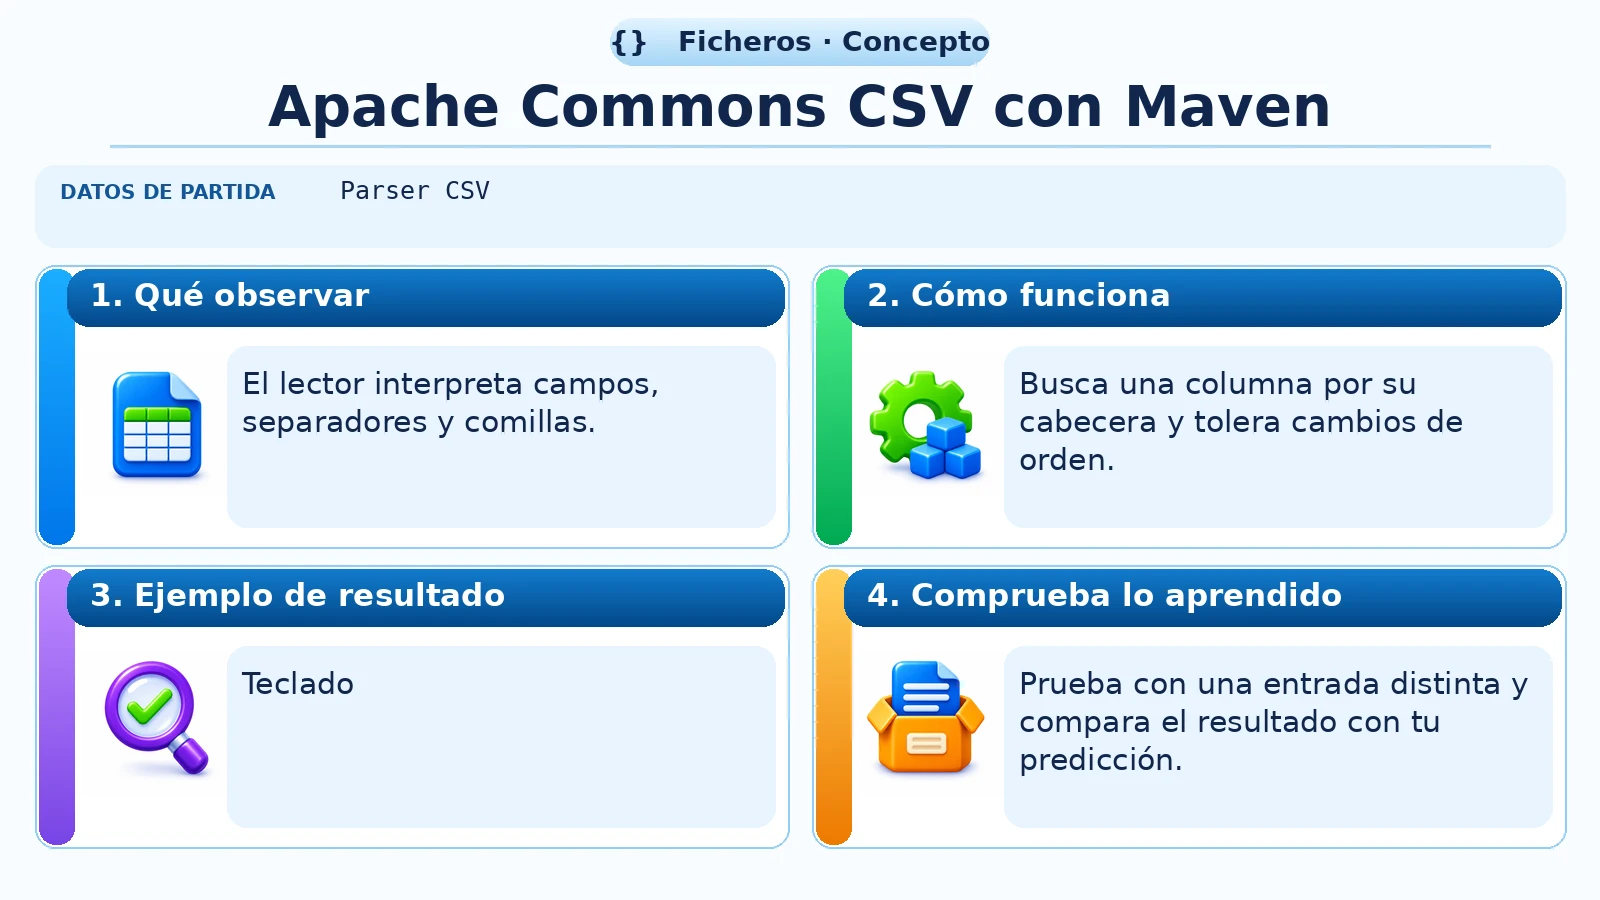 {} Ficheros · Concepto
Apache Commons CSV con Maven
DATOS DE PARTIDA Parser CSV
1. Qué observar
El lector interpreta campos,
separadores y comillas.
2. Cómo funciona
Busca una columna por su
cabecera y tolera cambios de
orden.
3. Ejemplo de resultado
Teclado
4. Comprueba lo aprendido
Prueba con una entrada distinta y
compara el resultado con tu
predicción.